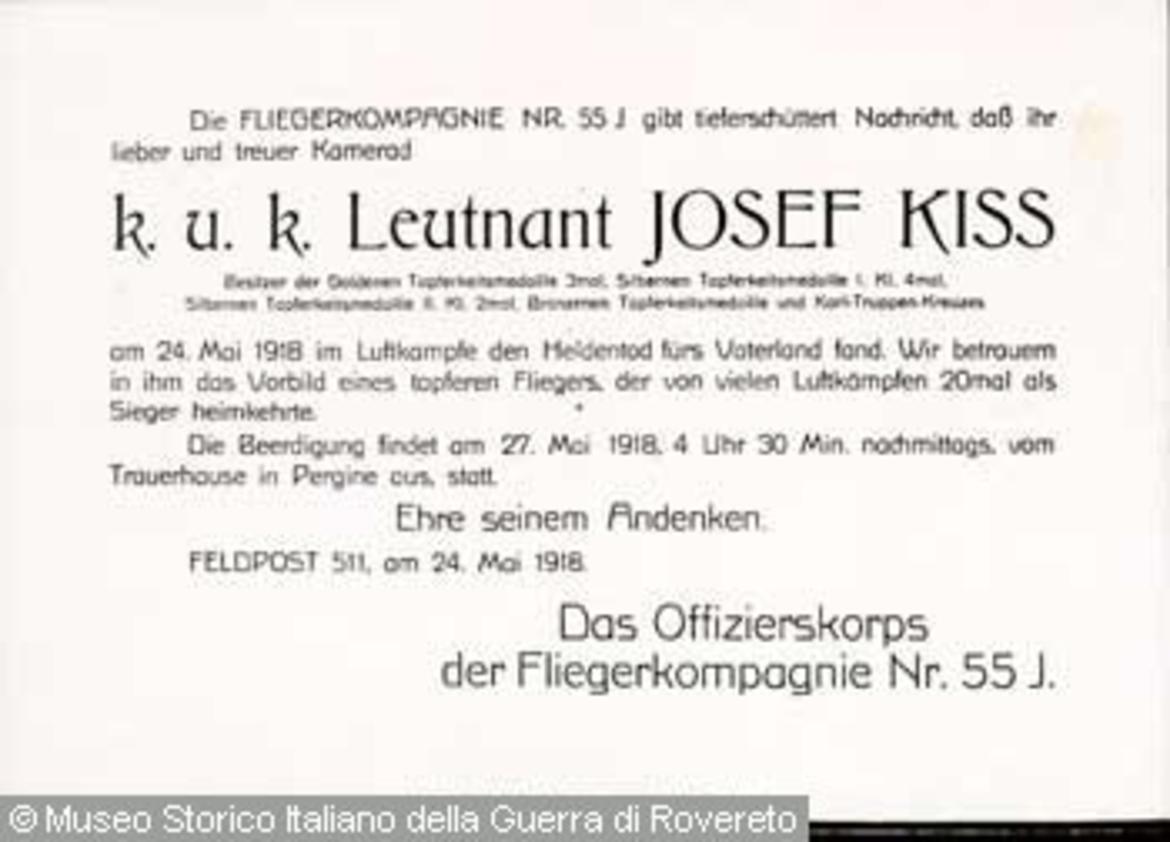 Die FLIEGERKOMPAGNIE NR. 55 J gibt tieferschüttert Nachricht, daß ihr
lieber und treuer Kamerad
k. u. k. Leutnant JOSEF KISS
Besitzer der Goldenen Tapferkeitsmedaille 3mal, Silbernen Tapferkeitsmedaille I. Kl. 4mal,
Silbernen Tapferkeitsmedaille II. Kl. 2mal, Bronzenen Tapferkeitsmedaille und Karl-Truppen-Kreuzes
am 24. Mai 1918 im Luftkampfe den Heldentod fürs Vaterland fand. Wir betrauern
in ihm das Vorbild eines tapferen Fliegers, der von vielen Luftkämpfen 20mal als
Sieger heimkehrte.
Die Beerdigung findet am 27. Mai 1918, 4 Uhr 30 Min. nachmittags, vom
Trauerhause in Pergine aus, statt.
Ehre seinem Andenken.
FELDPOST 511, am 24. Mai 1918.
Das Offizierskorps
der Fliegerkompagnie Nr. 55 J.
© Museo Storico Italiano della Guerra di Rovereto